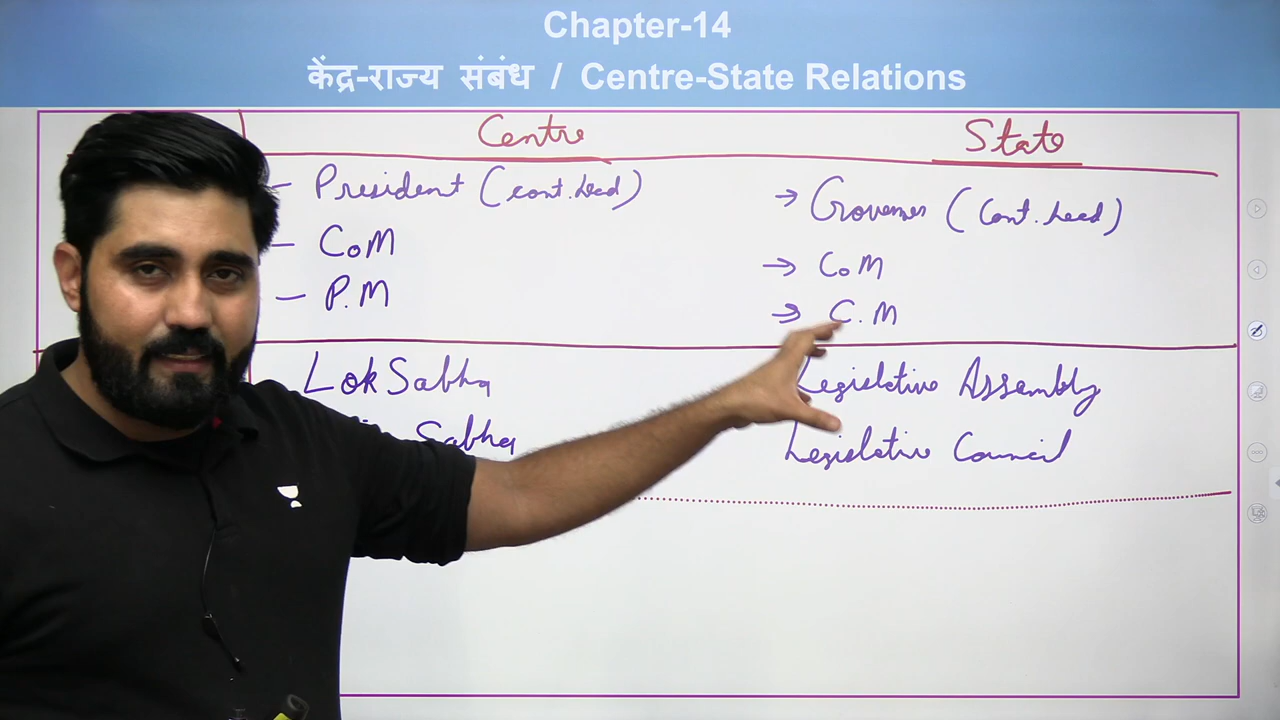 Chapter-14
केंद्र-राज्य संबंध / Centre-State Relations
Centre State
– President (cont. head) → Governer (Cont. head)
– CoM → CoM
– P.M → C.M
Lok Sabha Legislative Assembly
Sabha Legislative Council